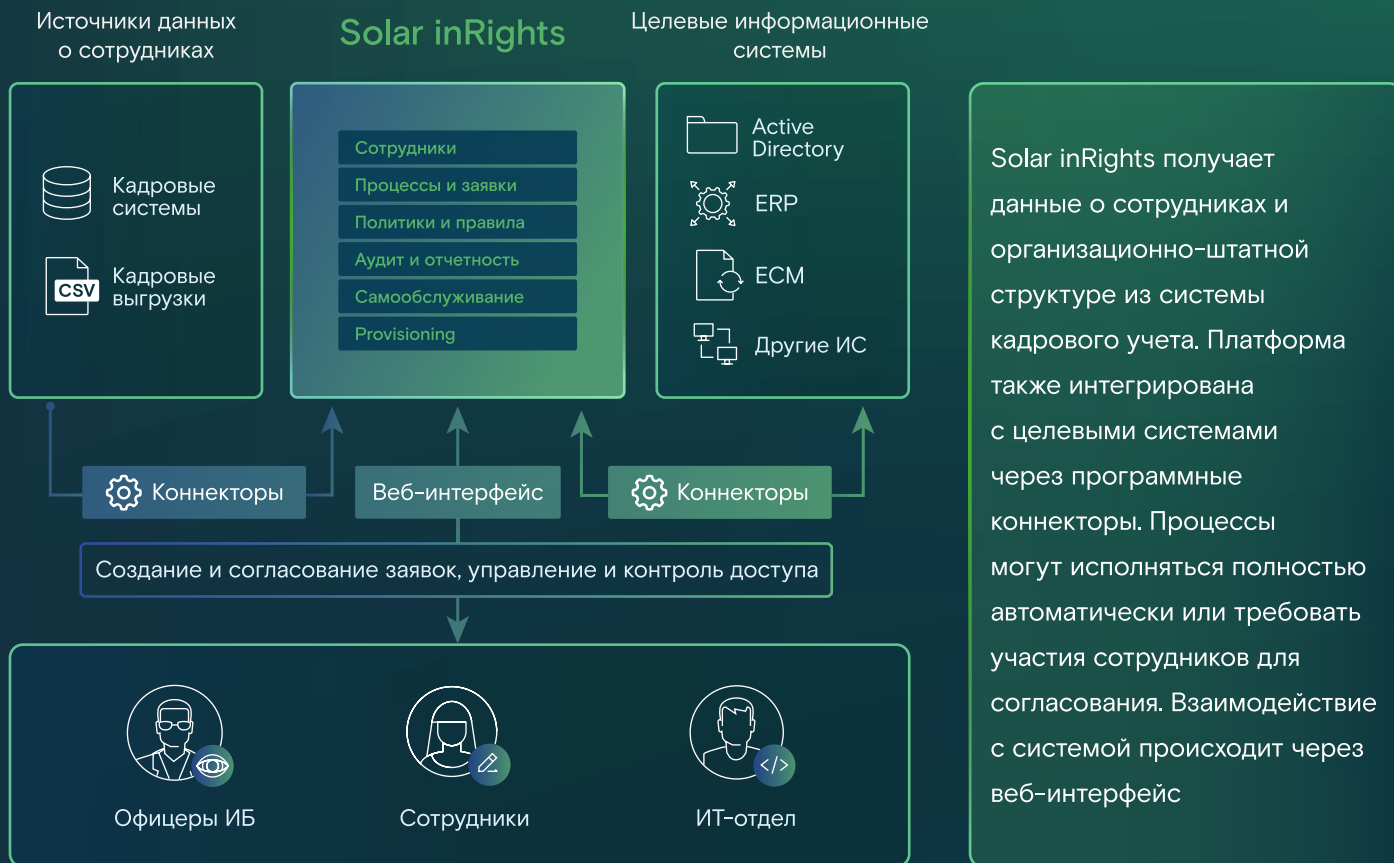 Источники данных
о сотрудниках
Solar inRights
Целевые информационные
системы
Кадровые
системы
CSV
Кадровые
выгрузки
Сотрудники
Процессы и заявки
Политики и правила
Аудит и отчетность
Самообслуживание
Provisioning
Active
Directory
ERP
ECM
Другие ИС
Коннекторы
Веб-интерфейс
Коннекторы
Создание и согласование заявок, управление и контроль доступа
Офицеры ИБ
Сотрудники
</>
ИТ-отдел
Solar inRights получает
данные о сотрудниках и
организационно-штатной
структуре из системы
кадрового учета. Платформа
также интегрирована
с целевыми системами
через программные
коннекторы. Процессы
могут исполняться полностью
автоматически или требовать
участия сотрудников для
согласования. Взаимодействие
с системой происходит через
веб-интерфейс